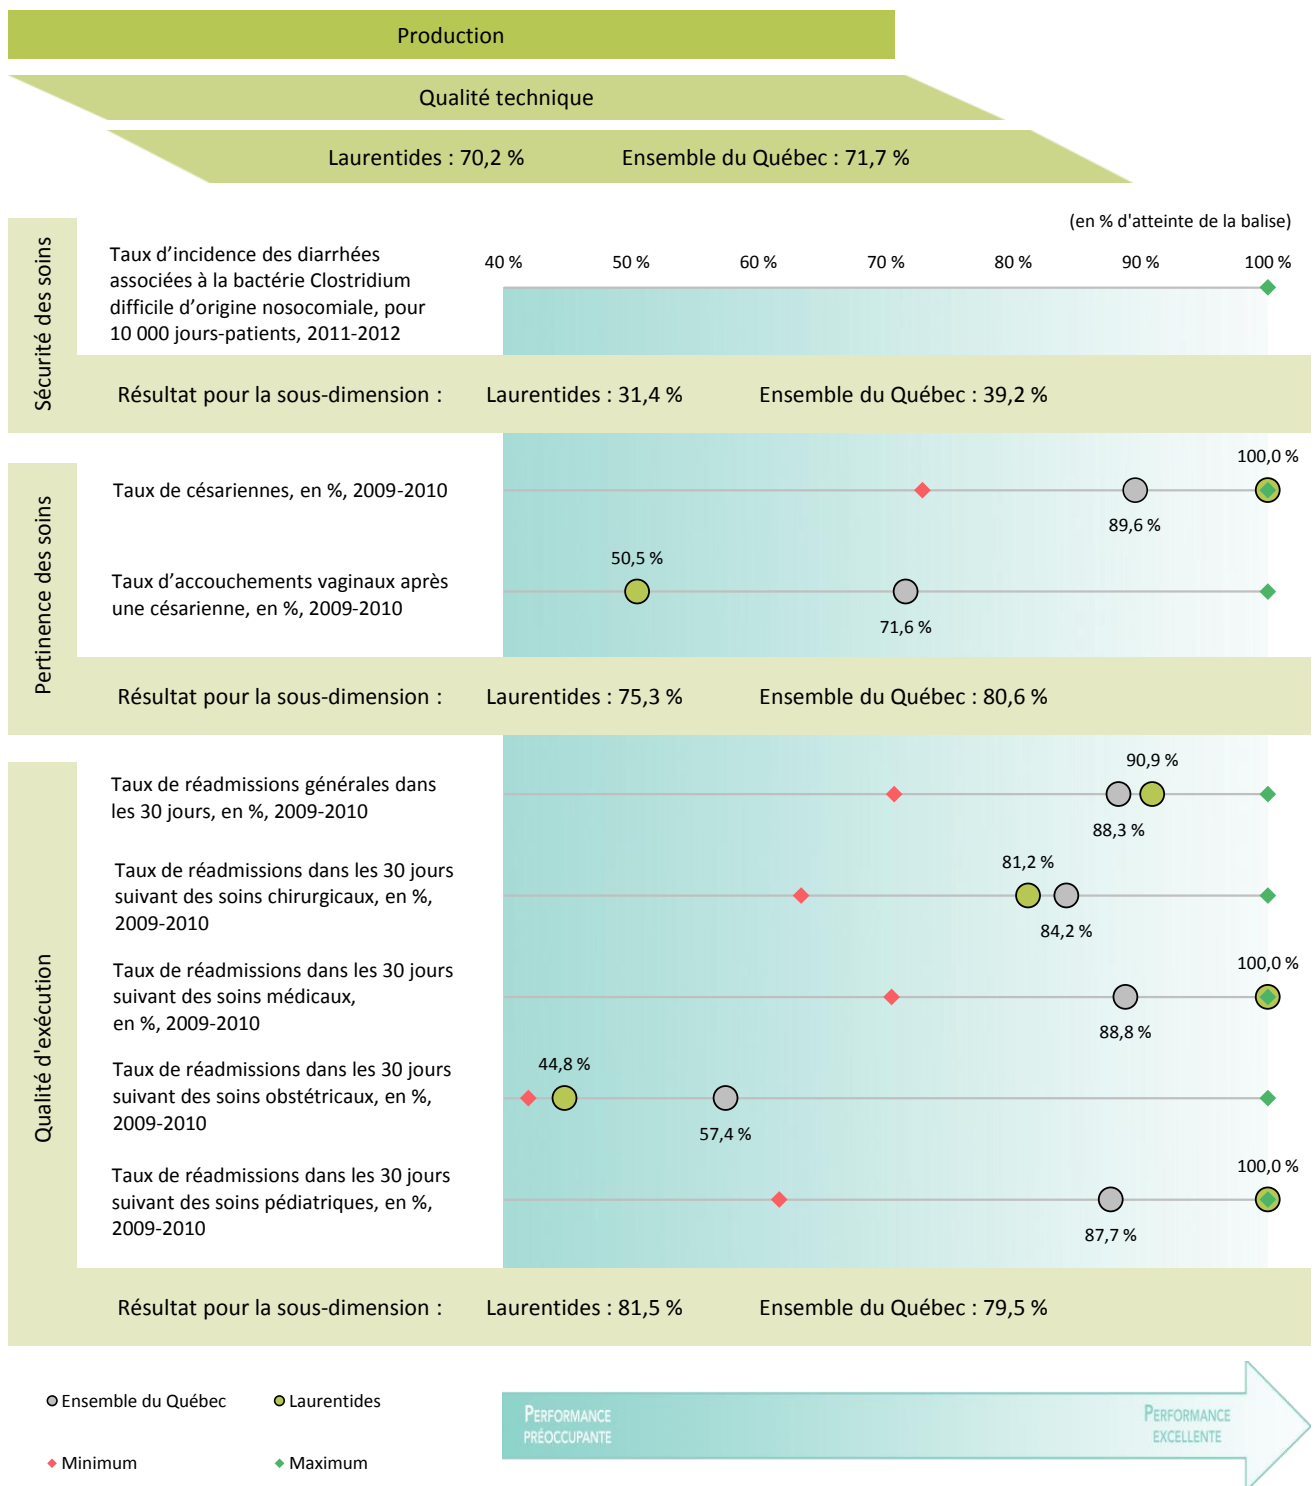 Production
Qualité technique
Laurentides : 70,2 % Ensemble du Québec : 71,7 %
(en % d'atteinte de la balise)
40 % 50 % 60 % 70 % 80 % 90 % 100 %
Sécurité des soins
Taux d’incidence des diarrhées
associées à la bactérie Clostridium
difficile d’origine nosocomiale, pour
10 000 jours-patients, 2011-2012
Résultat pour la sous-dimension : Laurentides : 31,4 % Ensemble du Québec : 39,2 %
Pertinence des soins
Taux de césariennes, en %, 2009-2010
100,0 %
89,6 %
Taux d’accouchements vaginaux après
une césarienne, en %, 2009-2010
50,5 %
71,6 %
Résultat pour la sous-dimension : Laurentides : 75,3 % Ensemble du Québec : 80,6 %
Qualité d'exécution
Taux de réadmissions générales dans
les 30 jours, en %, 2009-2010
90,9 %
88,3 %
Taux de réadmissions dans les 30 jours
suivant des soins chirurgicaux, en %,
2009-2010
81,2 %
84,2 %
Taux de réadmissions dans les 30 jours
suivant des soins médicaux,
en %, 2009-2010
100,0 %
88,8 %
Taux de réadmissions dans les 30 jours
suivant des soins obstétricaux, en %,
2009-2010
44,8 %
57,4 %
Taux de réadmissions dans les 30 jours
suivant des soins pédiatriques, en %,
2009-2010
100,0 %
87,7 %
Résultat pour la sous-dimension : Laurentides : 81,5 % Ensemble du Québec : 79,5 %
Ensemble du Québec Laurentides
Minimum Maximum
PERFORMANCE
PRÉOCCUPANTE
PERFORMANCE
EXCELLENTE